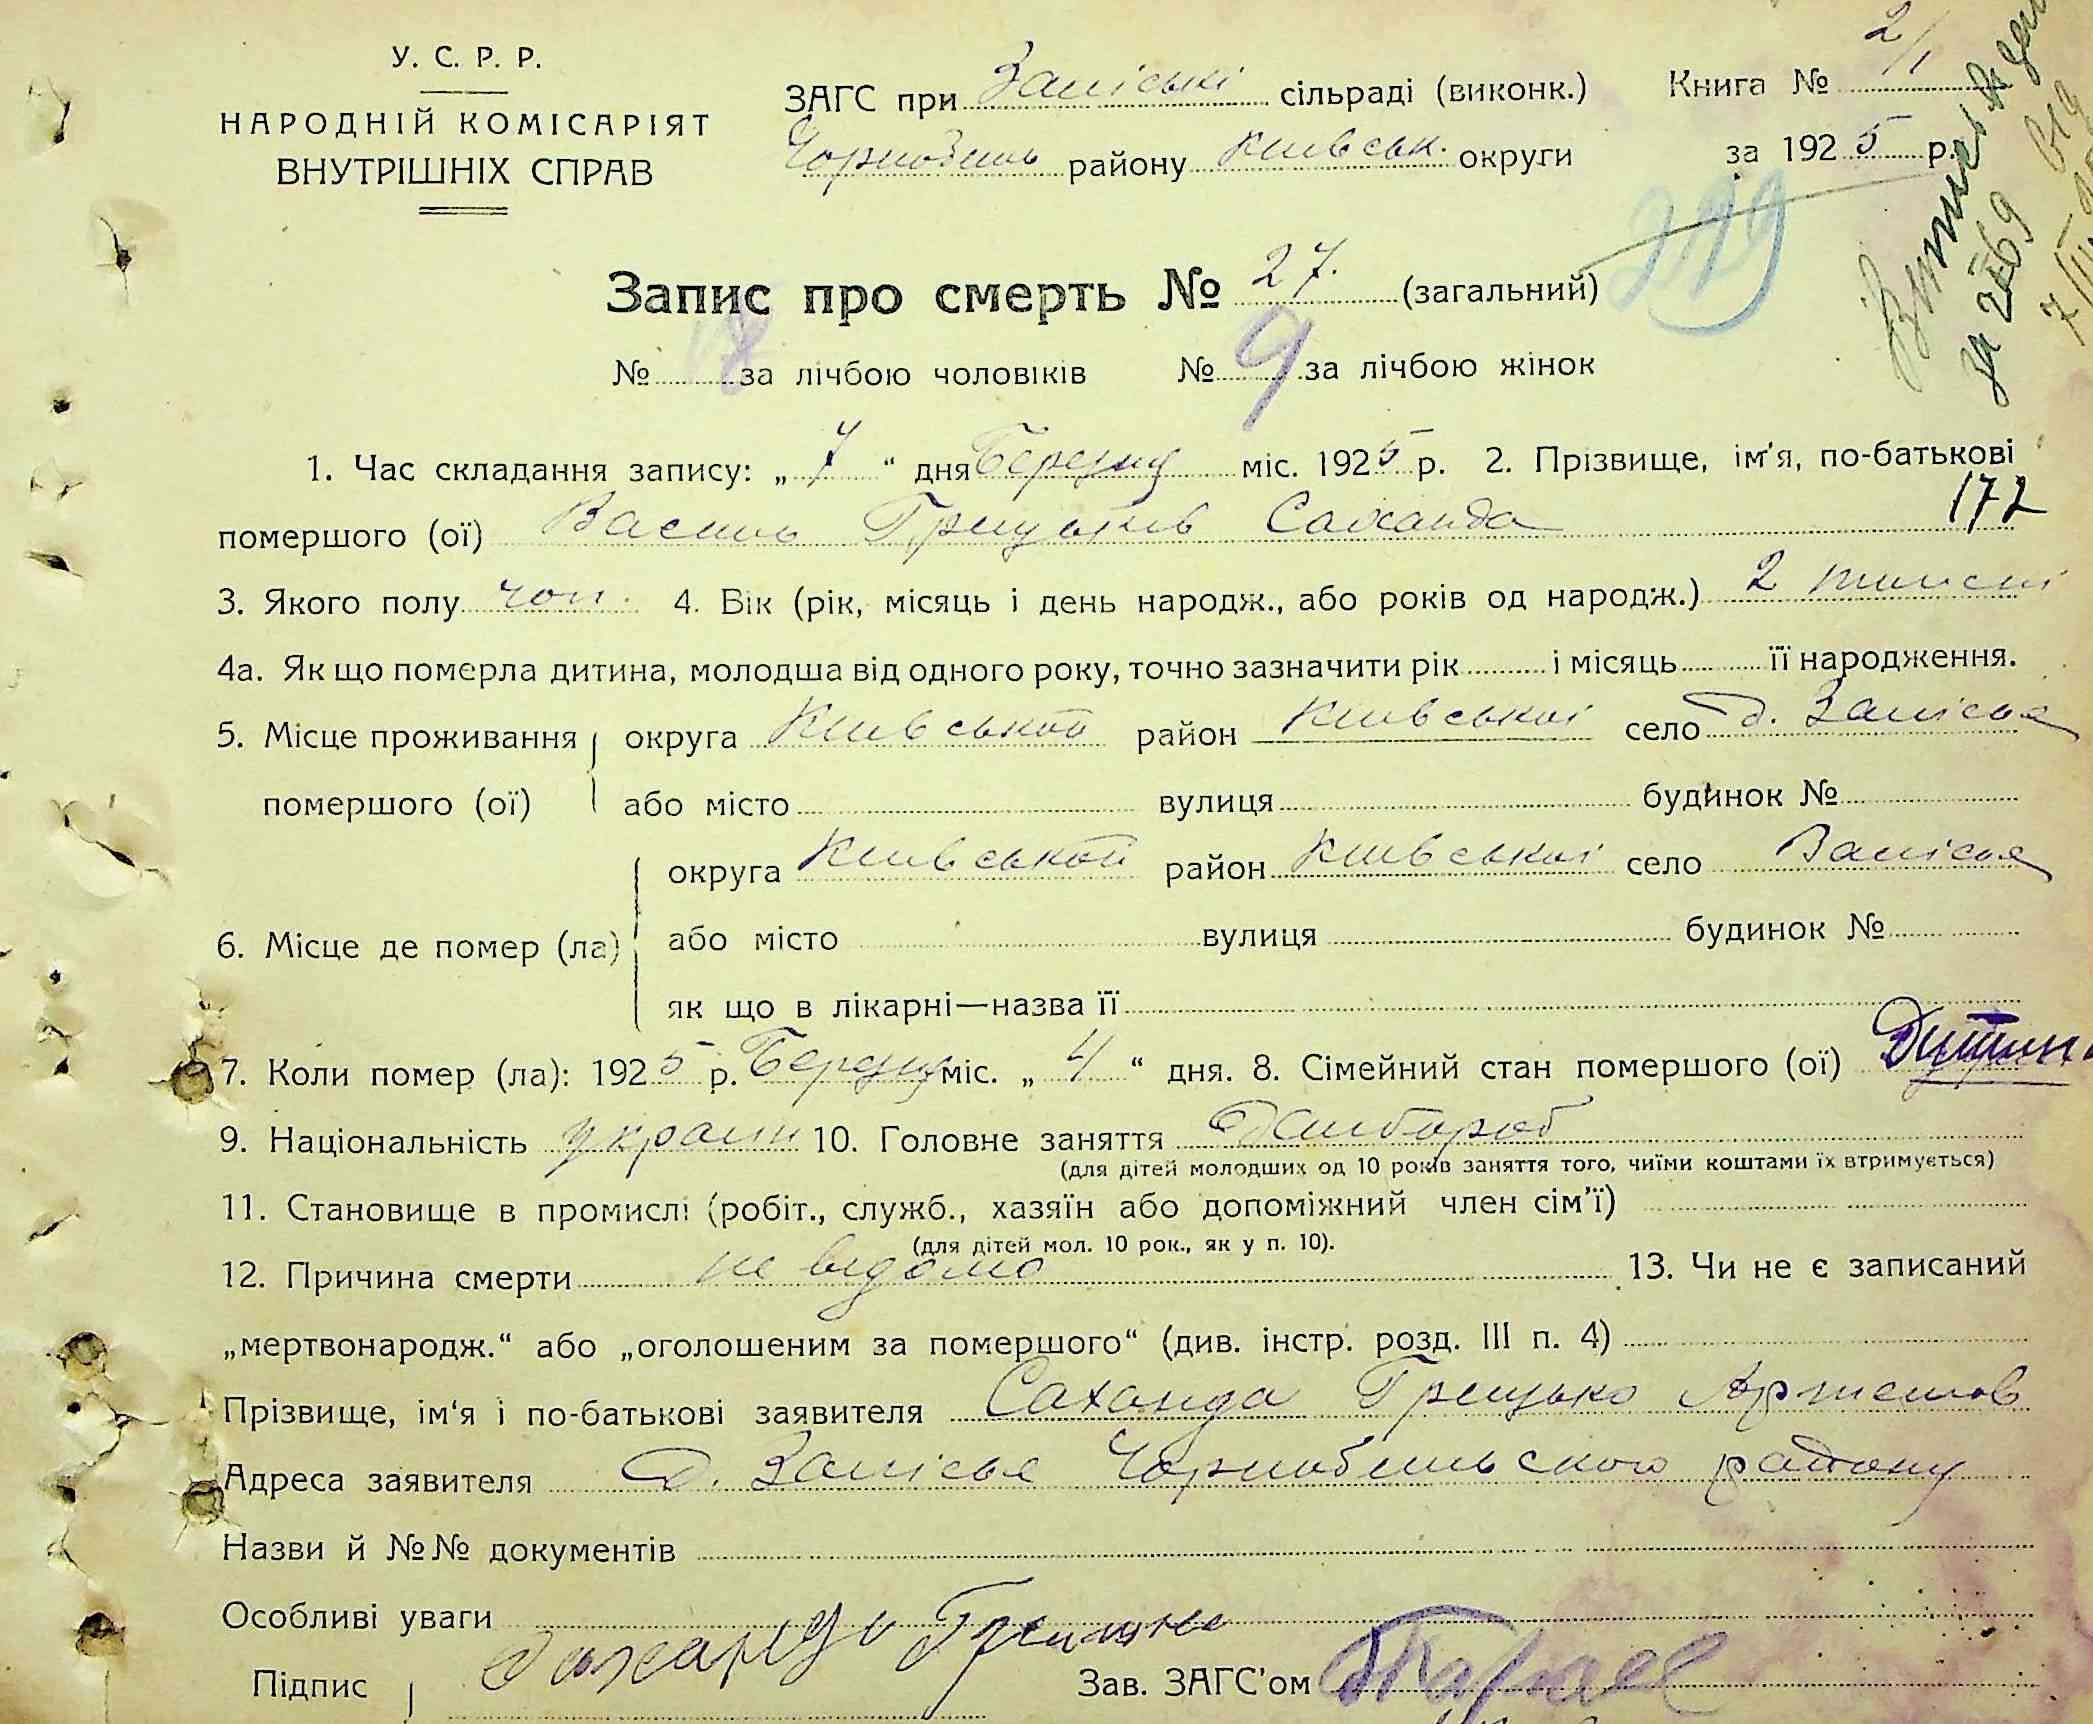 У. С. Р. Р.
НАРОДНІЙ КОМІСАРІЯТ
ВНУТРІШНІХ СПРАВ
ЗАГС при Заліській сільраді (виконк.)
Чорнобиль району Київськ. округи
Книга № 2/1
за 1925 р.
Запис про смерть № 27. (загальний)
№ 18 за лічбою чоловіків № 9 за лічбою жінок
1. Час складання запису: „ 7 “ дня Березня міс. 1925 р. 2. Прізвище, ім'я, по-батькові
172
помершого (ої) Василь Грицьків Саханда
3. Якого полу чол. 4. Вік (рік, місяць і день народж., або років од народж.) 2 тижні
4а. Як що померла дитина, молодша від одного року, точно зазначити рік і місяць її народження.
5. Місце проживання округа Київської район Київської село д. Залісьє
помершого (ої) або місто вулиця будинок №
округа Київської район Київської село Залісьє
6. Місце де помер (ла) або місто вулиця будинок №
як що в лікарні—назва її
7. Коли помер (ла): 1925 р. Березня міс. „ 4 “ дня. 8. Сімейний стан помершого (ої) Дитина
9. Національність україн 10. Головне заняття Хлібороб
(для дітей молодших од 10 років заняття того, чиїми коштами їх втримується)
11. Становище в промислі (робіт., служб., хазяїн або допоміжний член сім'ї)
(для дітей мол. 10 рок., як у п. 10).
12. Причина смерти не відомо 13. Чи не є записаний
„мертвонародж.“ або „оголошеним за помершого“ (див. інстр. розд. III п. 4)
Прізвище, ім'я і по-батькові заявителя Саханда Грицько Артемов
Адреса заявителя д. Залісьє Чорнобильского району
Назви й №№ документів
Особливі уваги
Підпис Саханда Грицько Зав. ЗАГС'ом